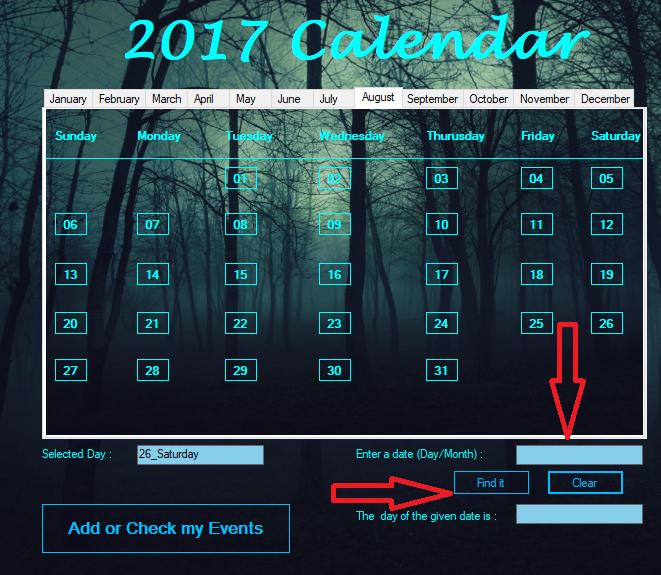 2017 Calendar
January February March April May June July August September October November December
Sunday Monday Tuesday Wednesday Thurusday Friday Saturday
01 02 03 04 05
06 07 08 09 10 11 12
13 14 15 16 17 18 19
20 21 22 23 24 25 26
27 28 29 30 31
Selected Day : 26_Saturday Enter a date (Day/Month) :
Find it Clear
The day of the given date is :
Add or Check my Events